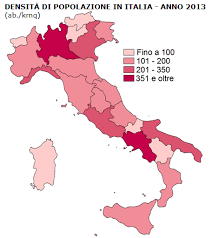 DENSITÀ DI POPOLAZIONE IN ITALIA - ANNO 2013
(ab./kmq)
Fino a 100
101 - 200
201 - 350
351 e oltre